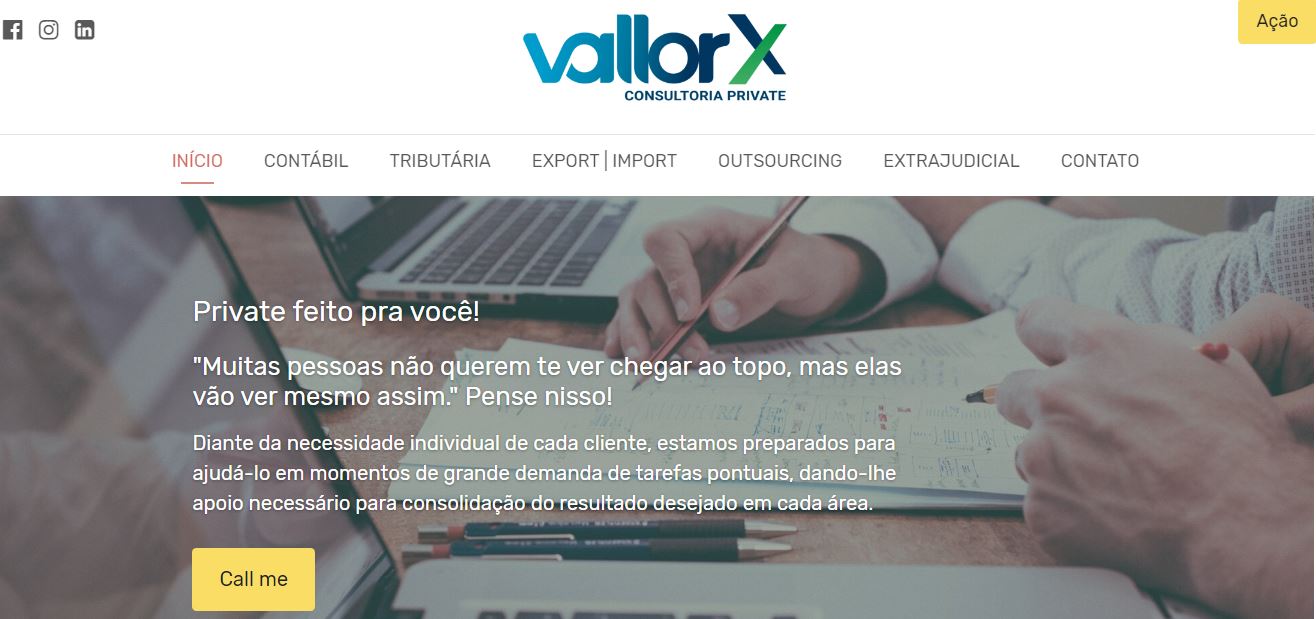 Ação
vallorX
CONSULTORIA PRIVATE
INÍCIO CONTÁBIL TRIBUTÁRIA EXPORT | IMPORT OUTSOURCING EXTRAJUDICIAL CONTATO
Private feito pra você!
"Muitas pessoas não querem te ver chegar ao topo, mas elas
vão ver mesmo assim." Pense nisso!
Diante da necessidade individual de cada cliente, estamos preparados para
ajudá-lo em momentos de grande demanda de tarefas pontuais, dando-lhe
apoio necessário para consolidação do resultado desejado em cada área.
Call me